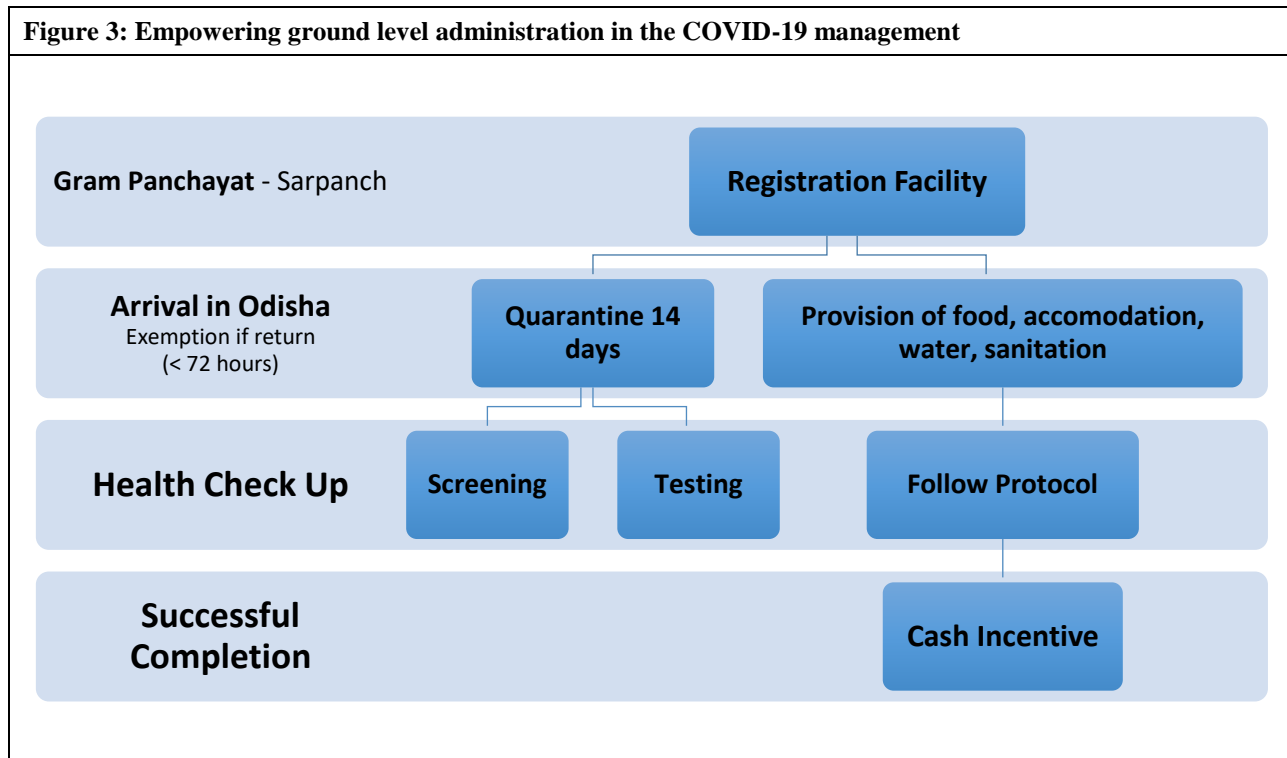 Figure 3: Empowering ground level administration in the COVID-19 management
Gram Panchayat - Sarpanch
Registration Facility
Arrival in Odisha
Exemption if return
(< 72 hours)
Quarantine 14
days
Provision of food, accomodation,
water, sanitation
Health Check Up
Screening
Testing
Follow Protocol
Successful
Completion
Cash Incentive